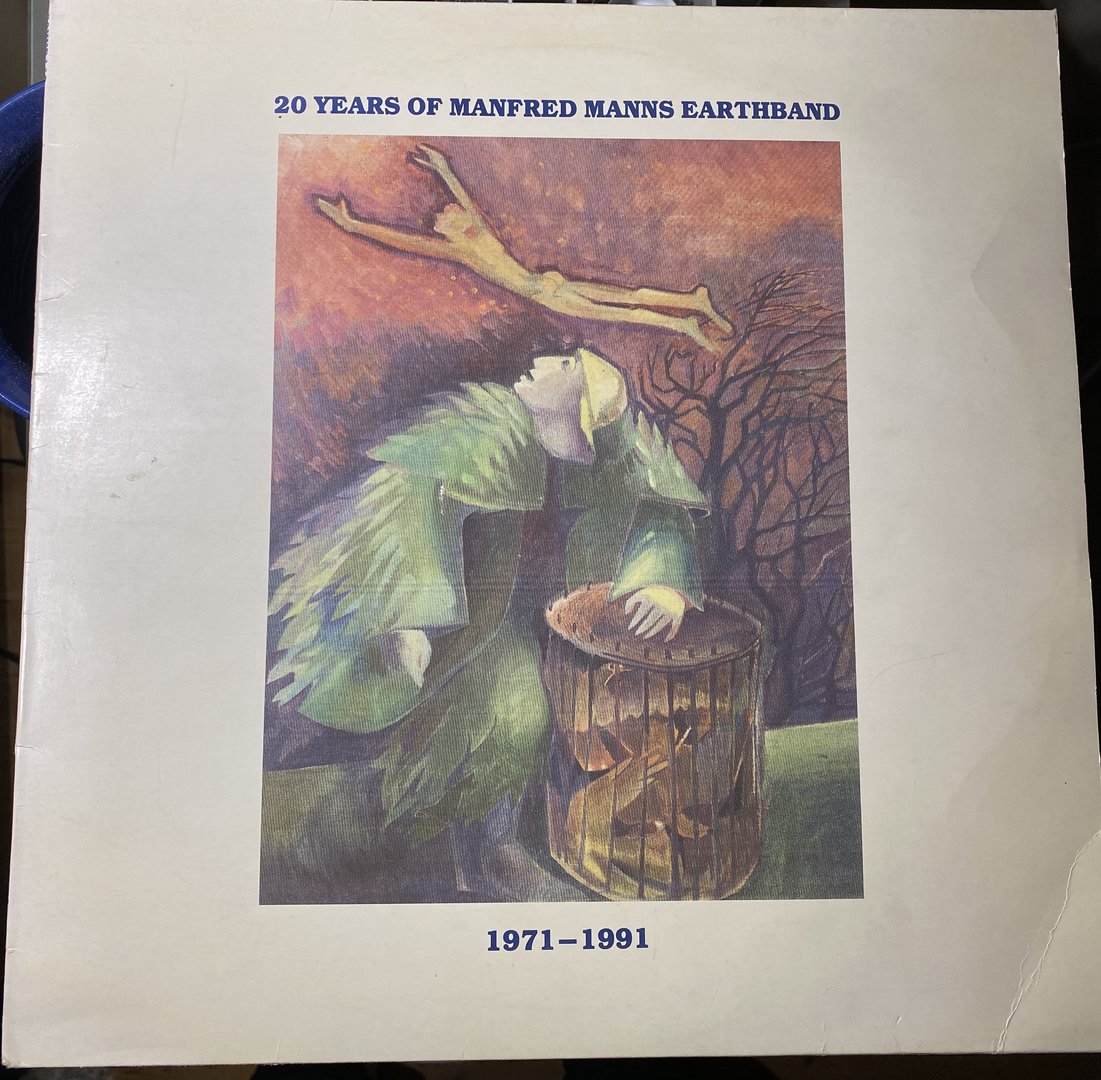 20 YEARS OF MANFRED MANNS EARTHBAND
1971–1991